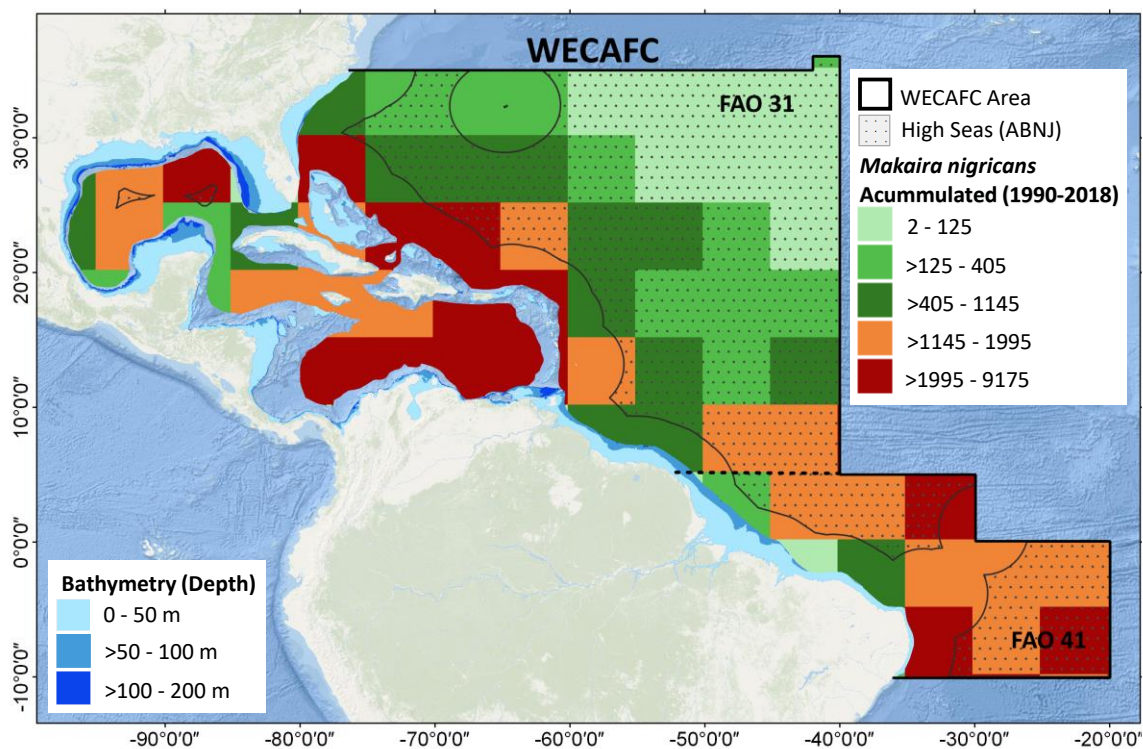 WECAFC
FAO 31
WECAFC Area
High Seas (ABNJ)
Makaira nigricans
Acummulated (1990-2018)
2 - 125
>125 - 405
>405 - 1145
>1145 - 1995
>1995 - 9175
30°0'0"
20°0'0"
10°0'0"
0°0'0"
-10°0'0"
Bathymetry (Depth)
0 - 50 m
>50 - 100 m
>100 - 200 m
FAO 41
-90°0'0"
-80°0'0"
-70°0'0"
-60°0'0"
-50°0'0"
-40°0'0"
-30°0'0"
-20°0'0"